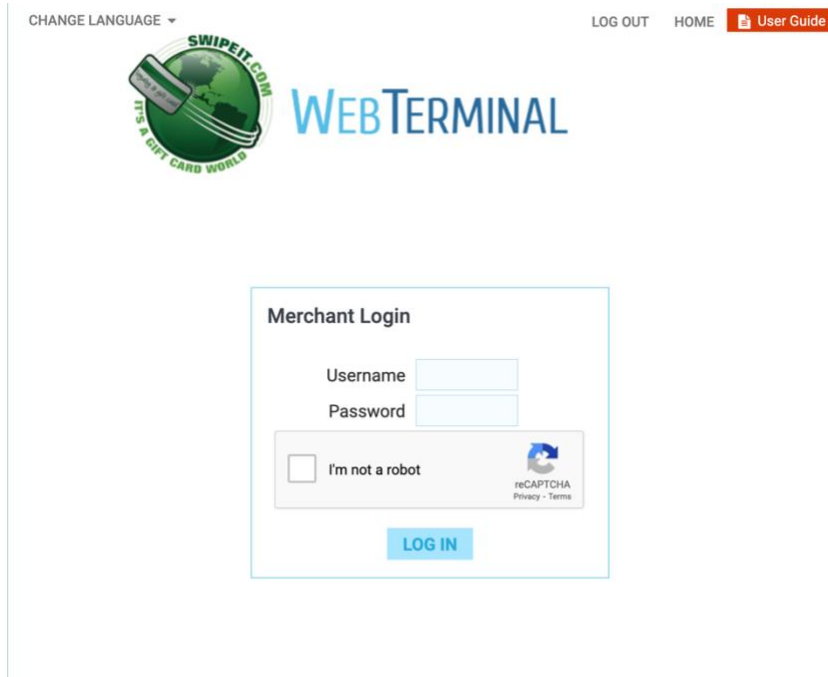 CHANGE LANGUAGE
LOG OUT
HOME
User Guide
SWIPEIT.COM
IT'S A GIFT CARD WORLD
WEBTERMINAL
Merchant Login
Username
Password
I'm not a robot
reCAPTCHA
Privacy - Terms
LOG IN